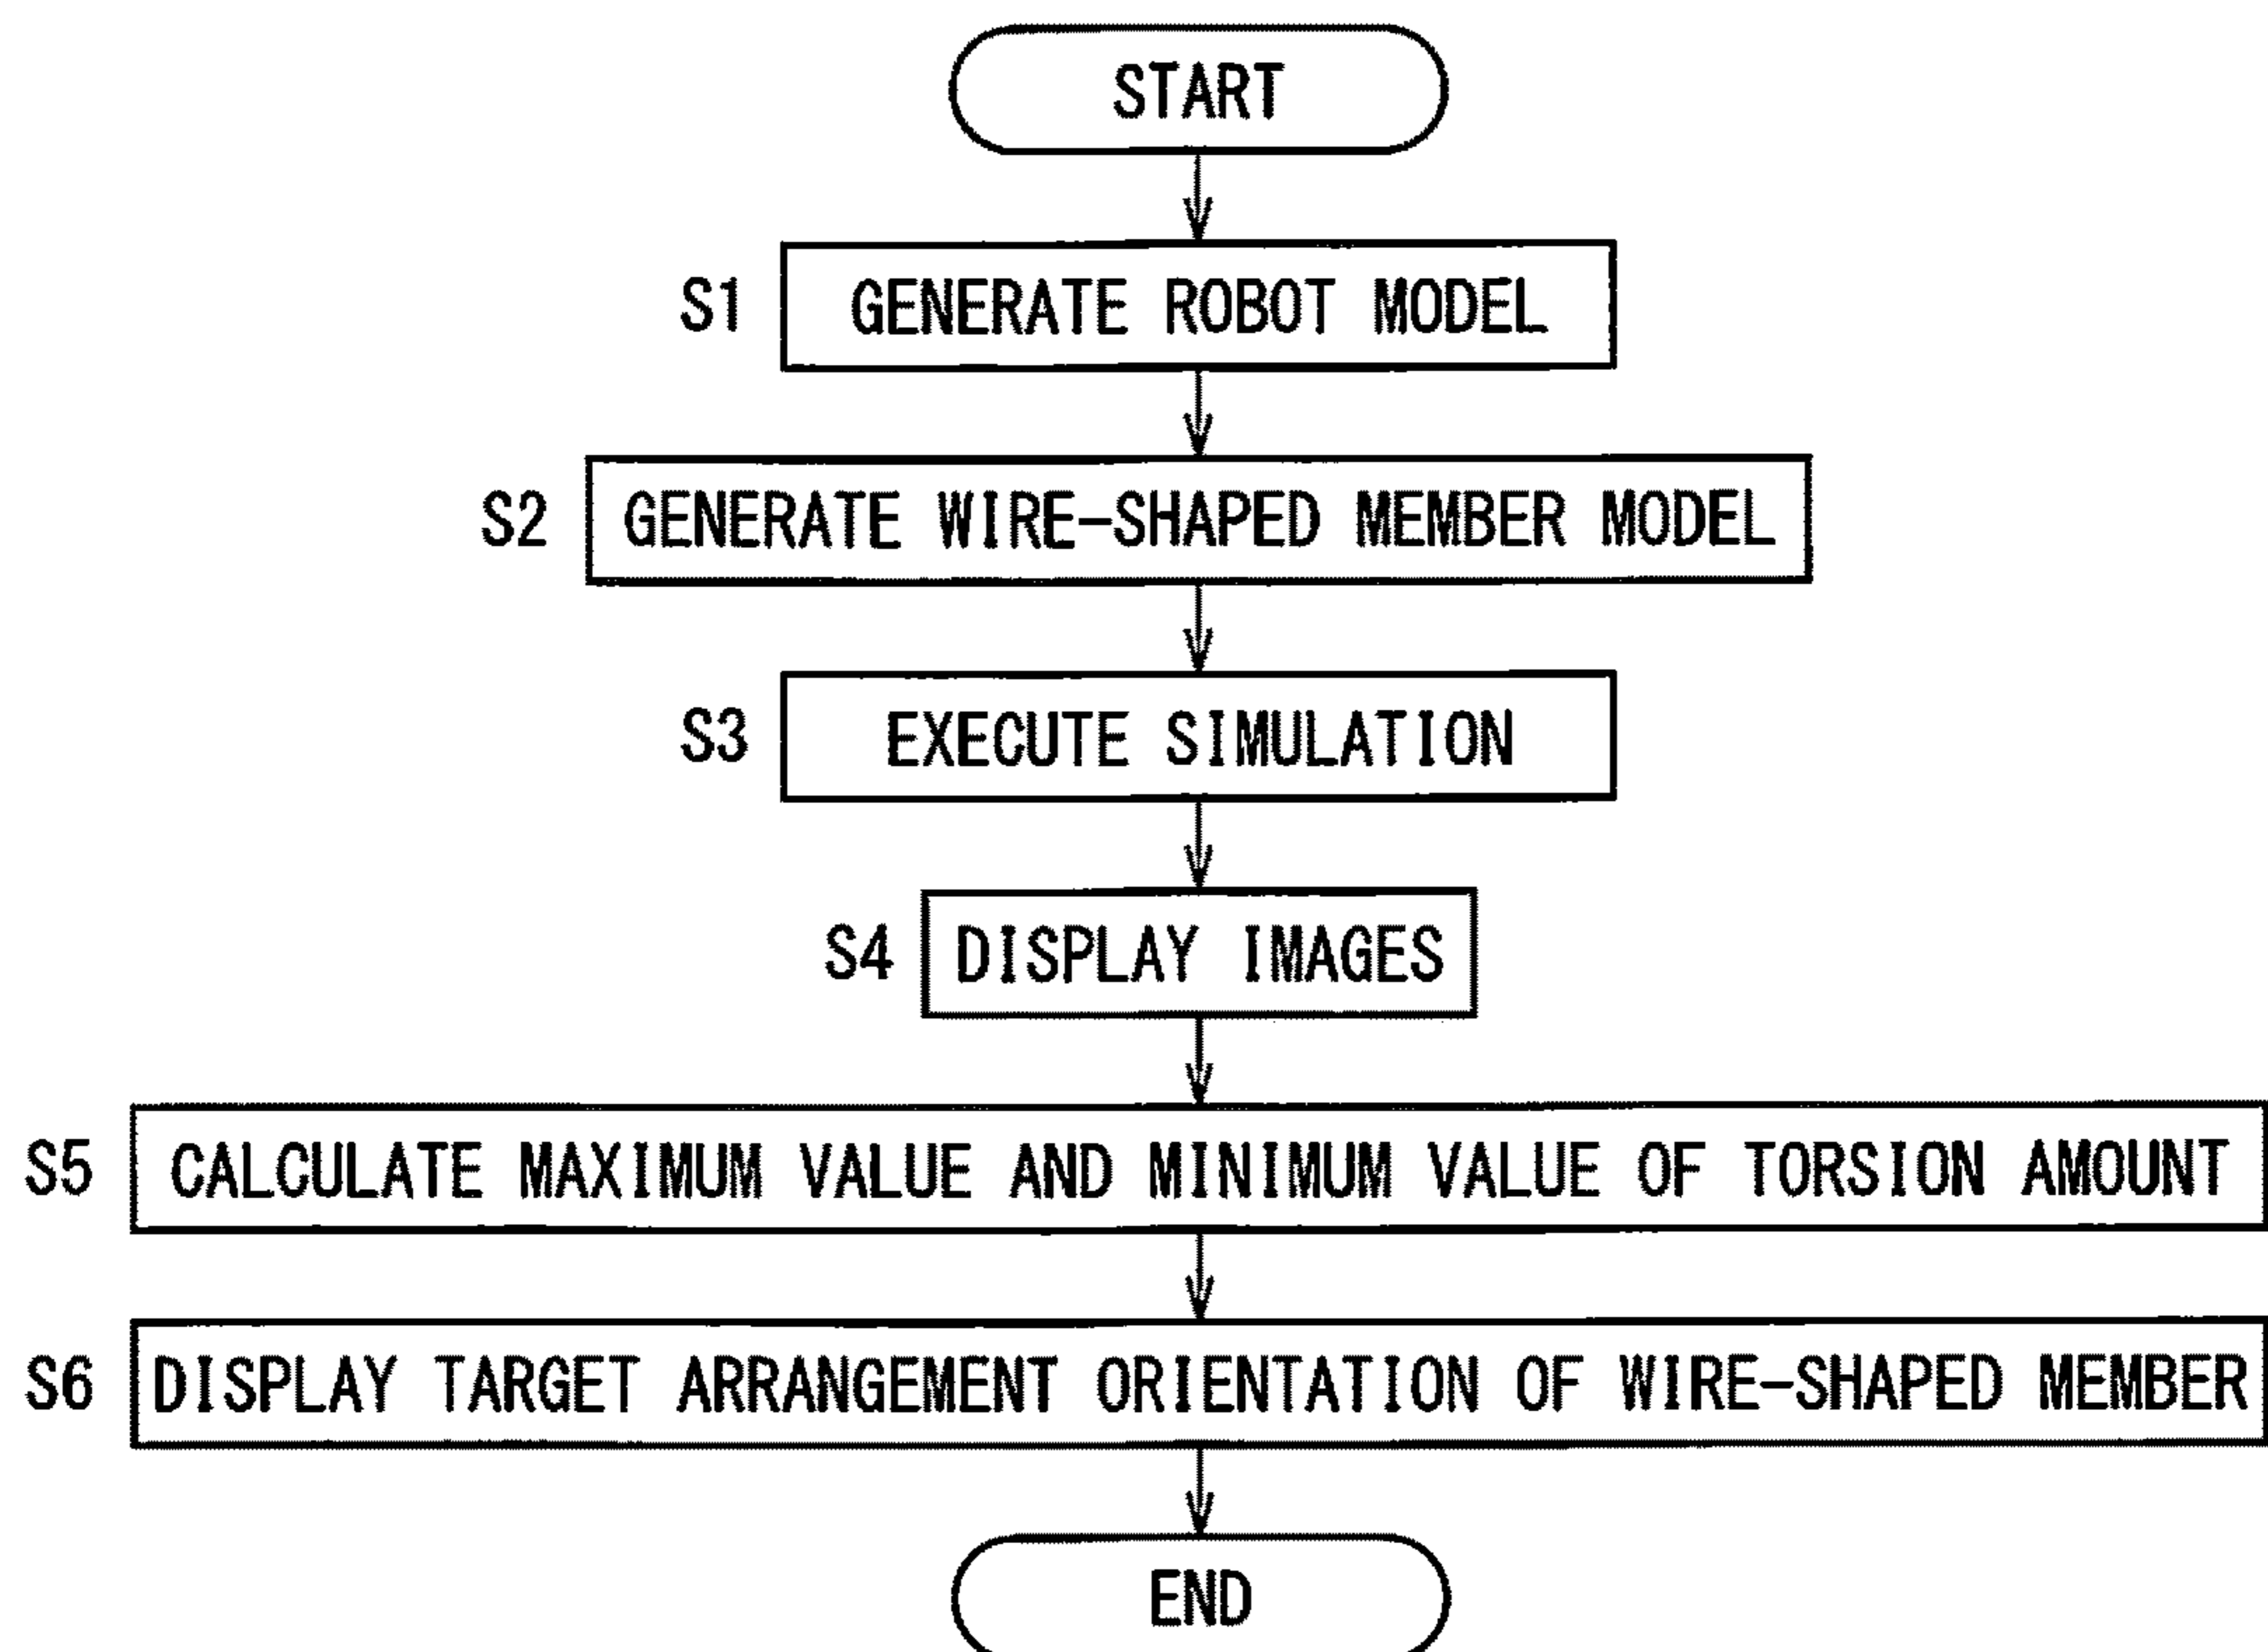 START
S1 GENERATE ROBOT MODEL
S2 GENERATE WIRE-SHAPED MEMBER MODEL
S3 EXECUTE SIMULATION
S4 DISPLAY IMAGES
S5 CALCULATE MAXIMUM VALUE AND MINIMUM VALUE OF TORSION AMOUNT
S6 DISPLAY TARGET ARRANGEMENT ORIENTATION OF WIRE-SHAPED MEMBER
END